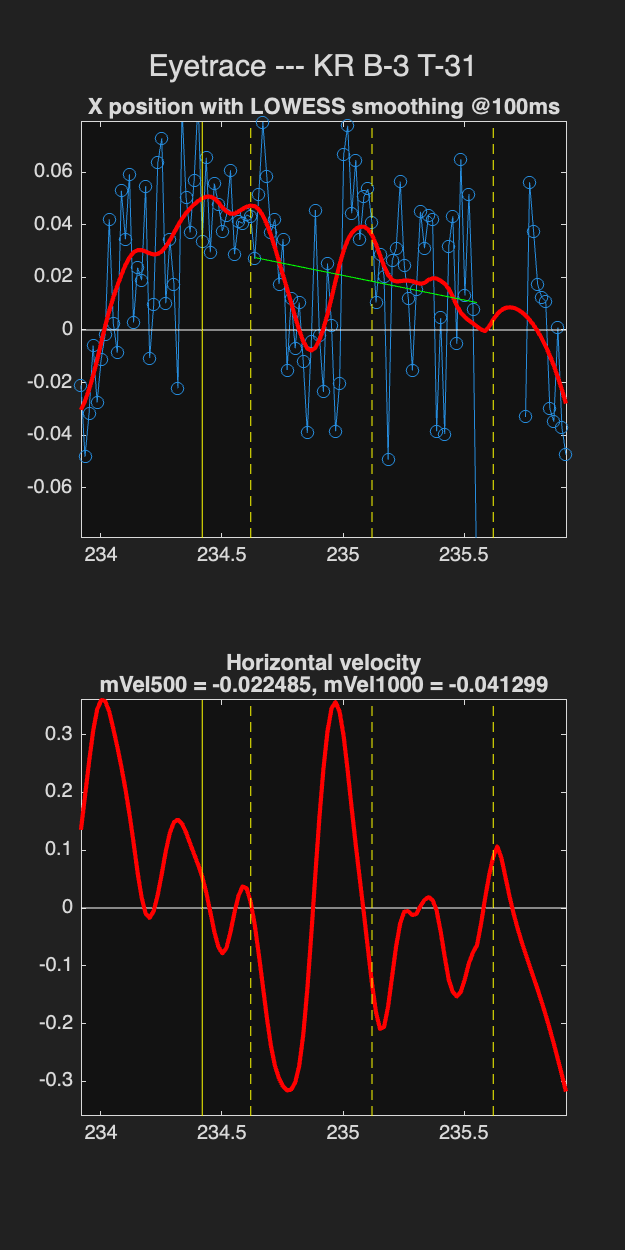 Eyetrace --- KR B-3 T-31
X position with LOWESS smoothing @100ms
0.06
0.04
0.02
0
-0.02
-0.04
-0.06
234 234.5 235 235.5
Horizontal velocity
mVel500 = -0.022485, mVel1000 = -0.041299
0.3
0.2
0.1
0
-0.1
-0.2
-0.3
234 234.5 235 235.5